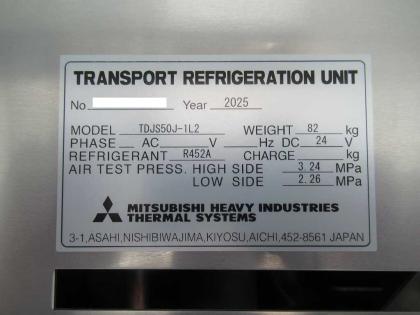 TRANSPORT REFRIGERATION UNIT
No. Year 2025
MODEL TDJS50J-1L2 WEIGHT 82 kg
PHASE AC V Hz DC 24 V
REFRIGERANT R452A CHARGE kg
AIR TEST PRESS. HIGH SIDE 3.24 MPa
LOW SIDE 2.26 MPa
MITSUBISHI HEAVY INDUSTRIES
THERMAL SYSTEMS
3-1,ASAHI,NISHIBIWAJIMA,KIYOSU,AICHI,452-8561 JAPAN